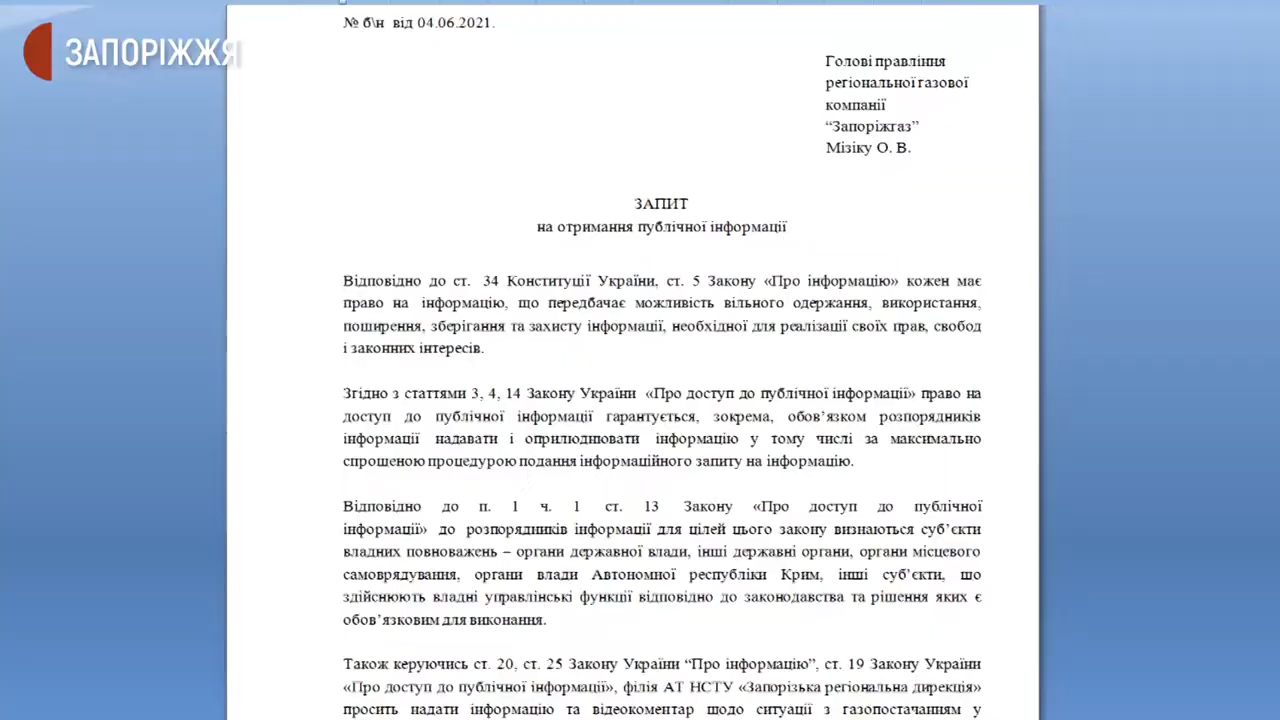 № б\н від 04.06.2021.
ЗАПОРІЖЖЯ
Голові правління
регіональної газової
компанії
“Запоріжгаз”
Мізіку О. В.
ЗАПИТ
на отримання публічної інформації
Відповідно до ст. 34 Конституції України, ст. 5 Закону «Про інформацію» кожен має
право на інформацію, що передбачає можливість вільного одержання, використання,
поширення, зберігання та захисту інформації, необхідної для реалізації своїх прав, свобод
і законних інтересів.
Згідно з статтями 3, 4, 14 Закону України «Про доступ до публічної інформації» право на
доступ до публічної інформації гарантується, зокрема, обов’язком розпорядників
інформації надавати і оприлюднювати інформацію у тому числі за максимально
спрощеною процедурою подання інформаційного запиту на інформацію.
Відповідно до п. 1 ч. 1 ст. 13 Закону «Про доступ до публічної
інформації» до розпорядників інформації для цілей цього закону визнаються суб’єкти
владних повноважень – органи державної влади, інші державні органи, органи місцевого
самоврядування, органи влади Автономної республіки Крим, інші суб’єкти, що
здійснюють владні управлінські функції відповідно до законодавства та рішення яких є
обов’язковим для виконання.
Також керуючись ст. 20, ст. 25 Закону України “Про інформацію”, ст. 19 Закону України
«Про доступ до публічної інформації», філія АТ НСТУ «Запорізька регіональна дирекція»
просить надати інформацію та відеокоментар щодо ситуації з газопостачанням у